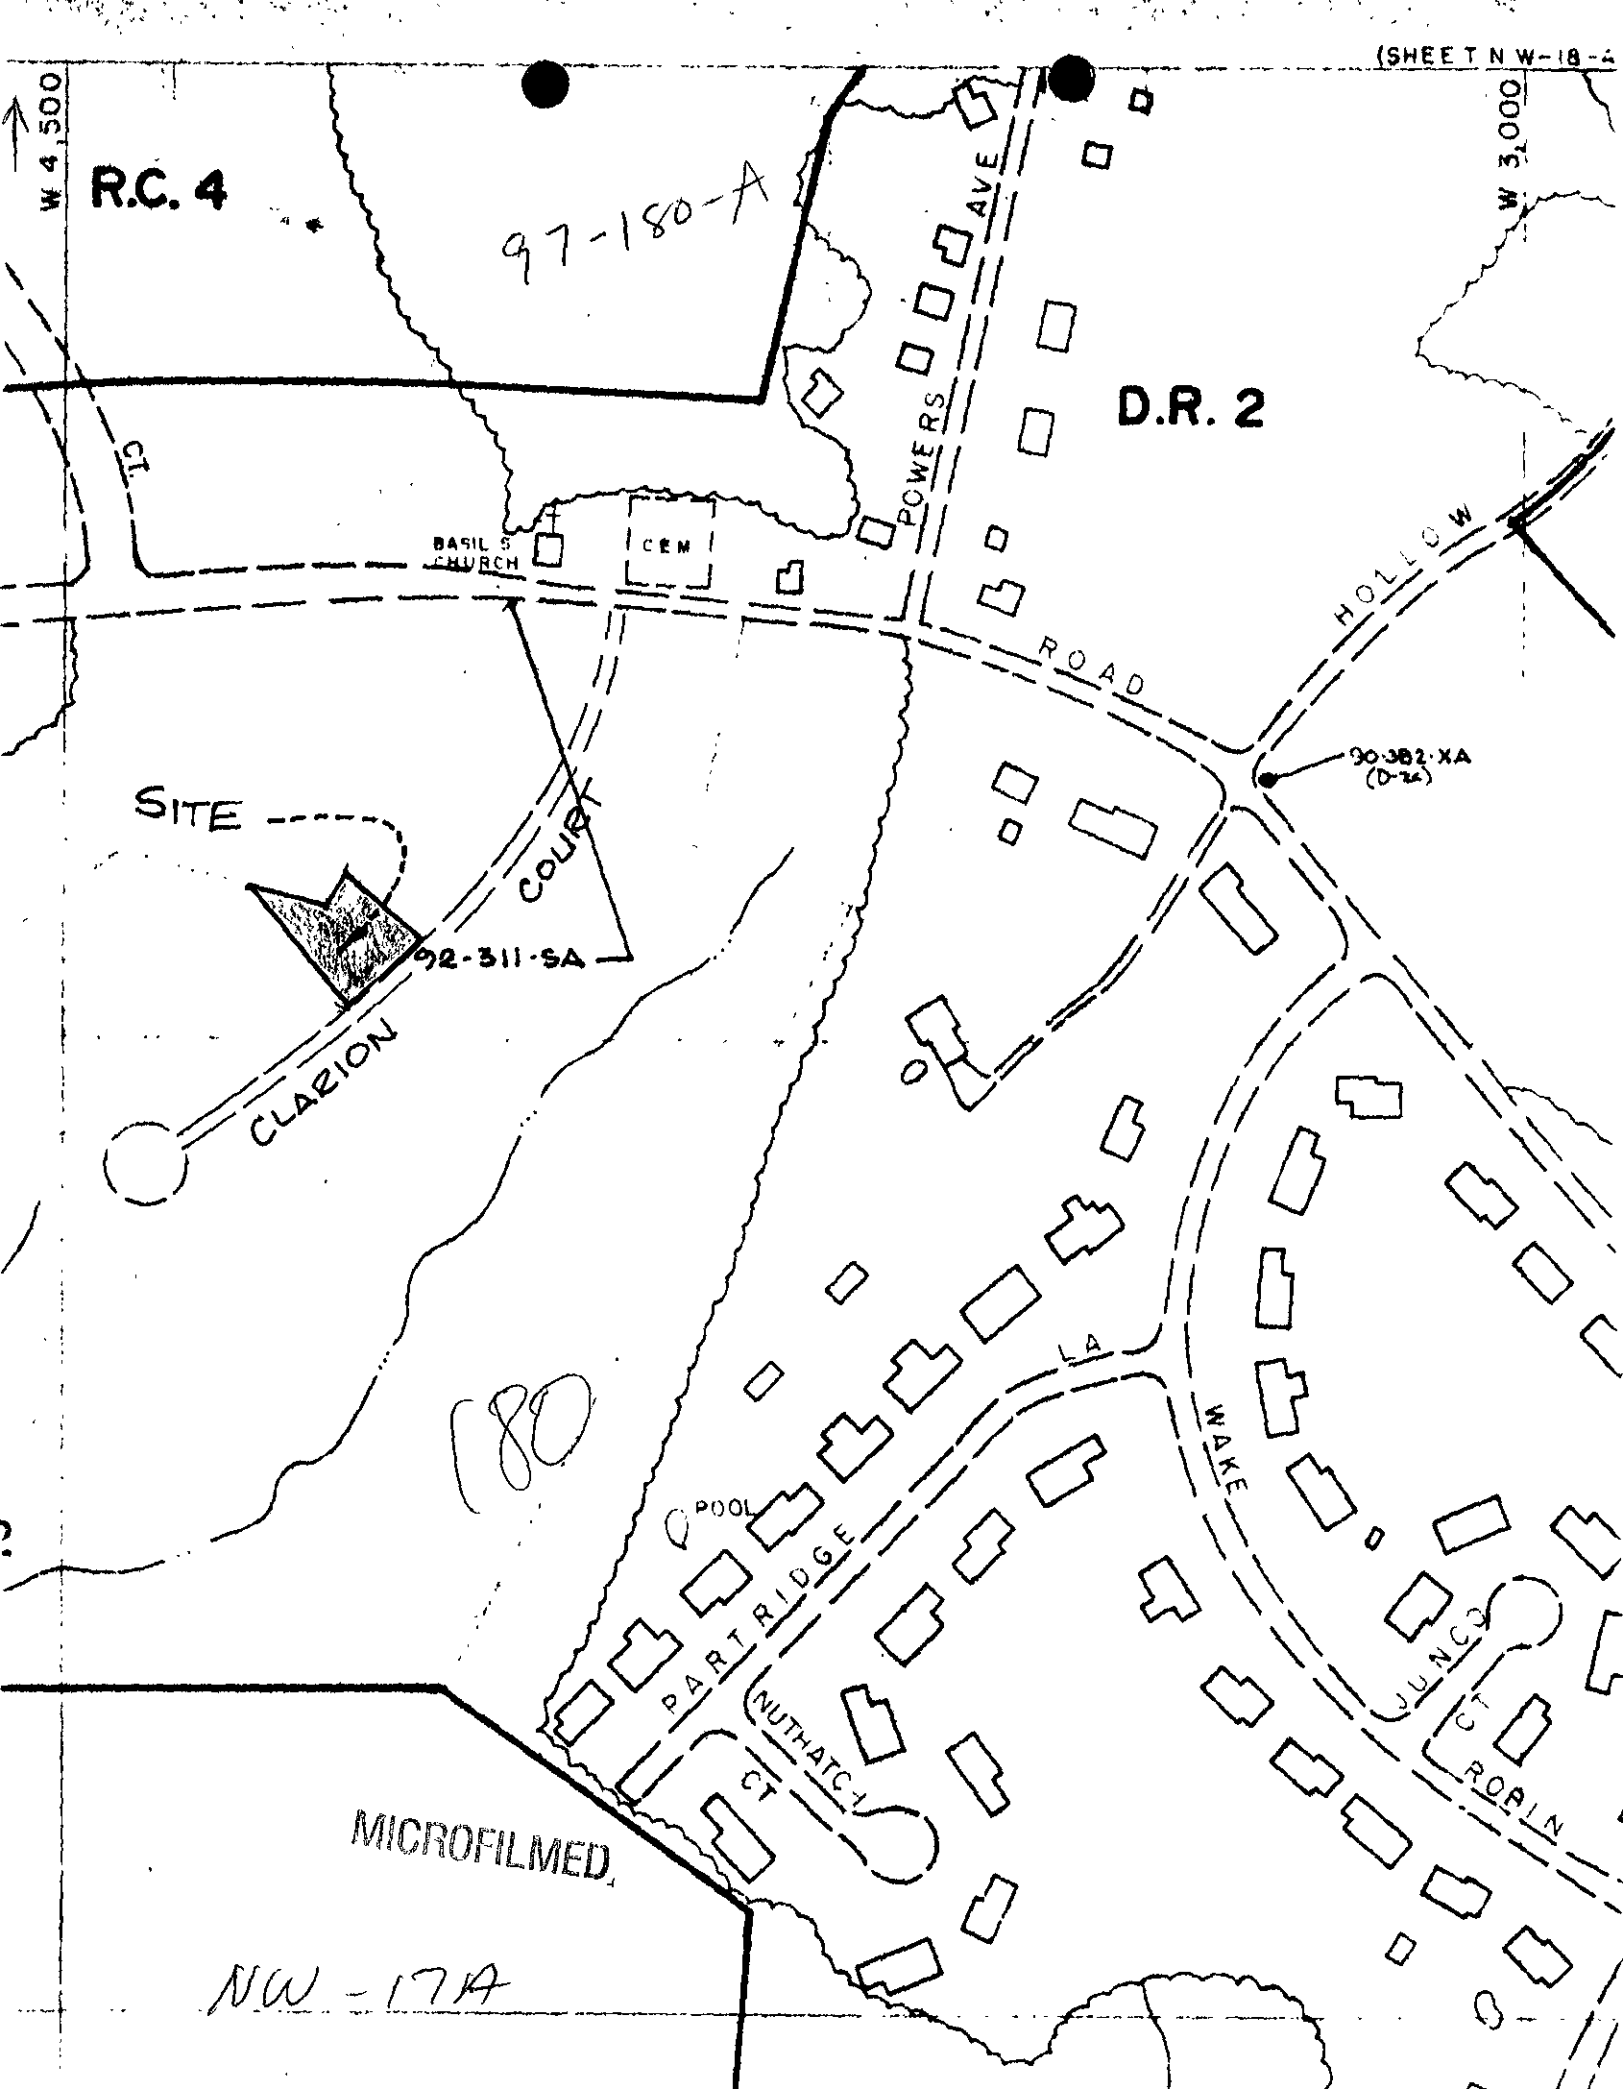 (SHEET NW-18-A
W 4,500
W 3,000
R.C. 4
97-180-A
AVE
POWERS
D.R. 2
CT.
HOLLOW
BASIL S
CHURCH
CEM
ROAD
90-382-XA
SITE
COURT
92-311-SA
CLARION
LA
180
WAKE
POOL
PARTRIDGE
JUNCO
CT
NUTHATCH
CT
ROBIN
MICROFILMED
NW-17A